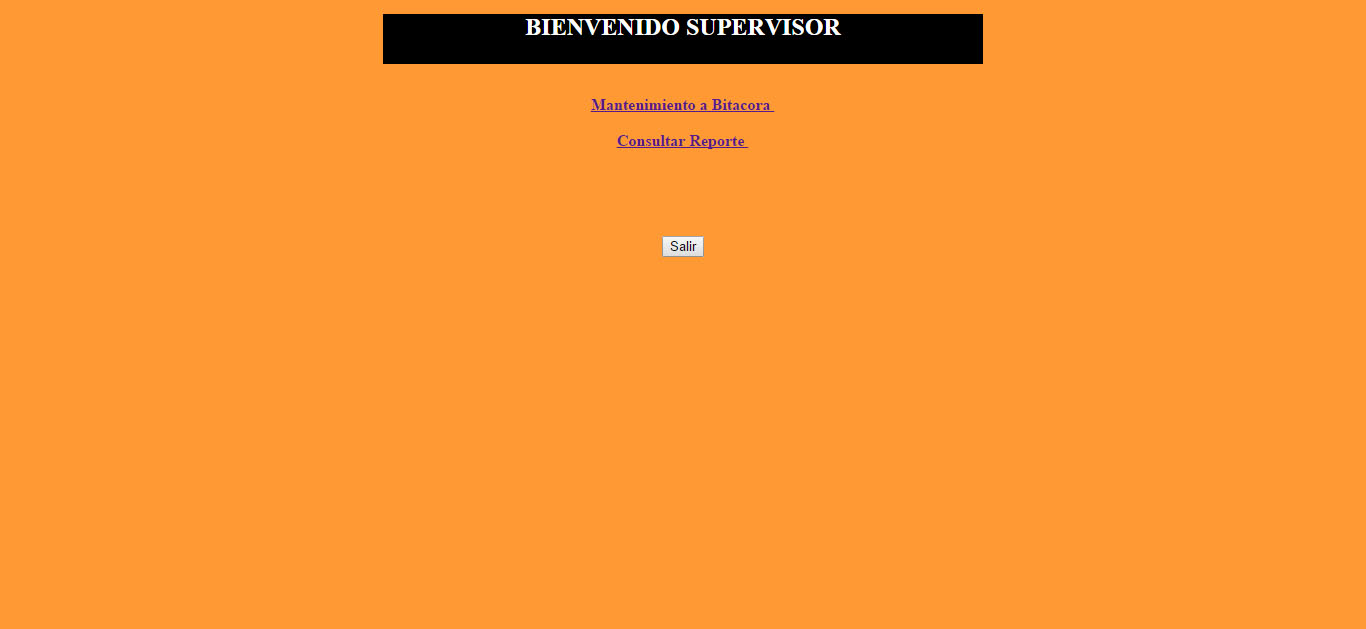 BIENVENIDO SUPERVISOR
Mantenimiento a Bitacora
Consultar Reporte
Salir